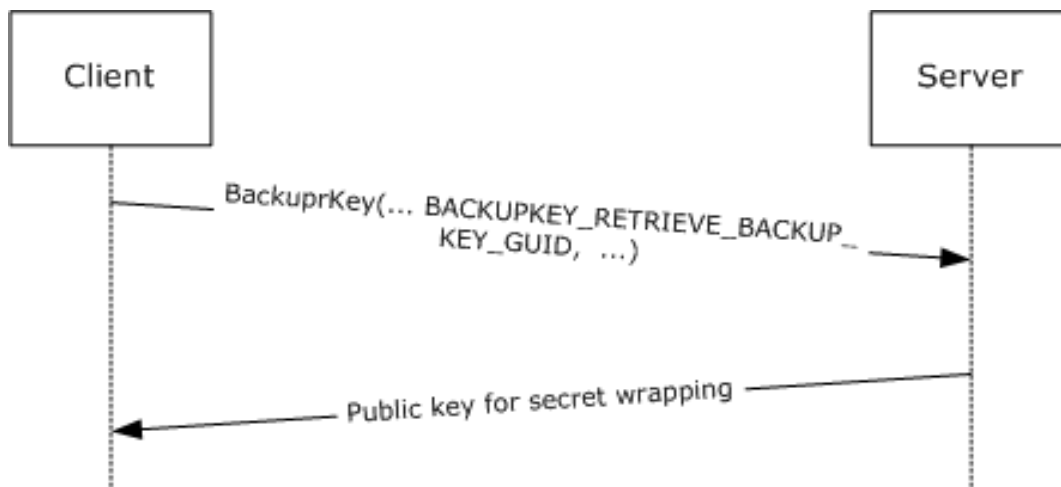 Client
Server
BackuprKey(... BACKUPKEY_RETRIEVE_BACKUP_
KEY_GUID, ...)
Public key for secret wrapping